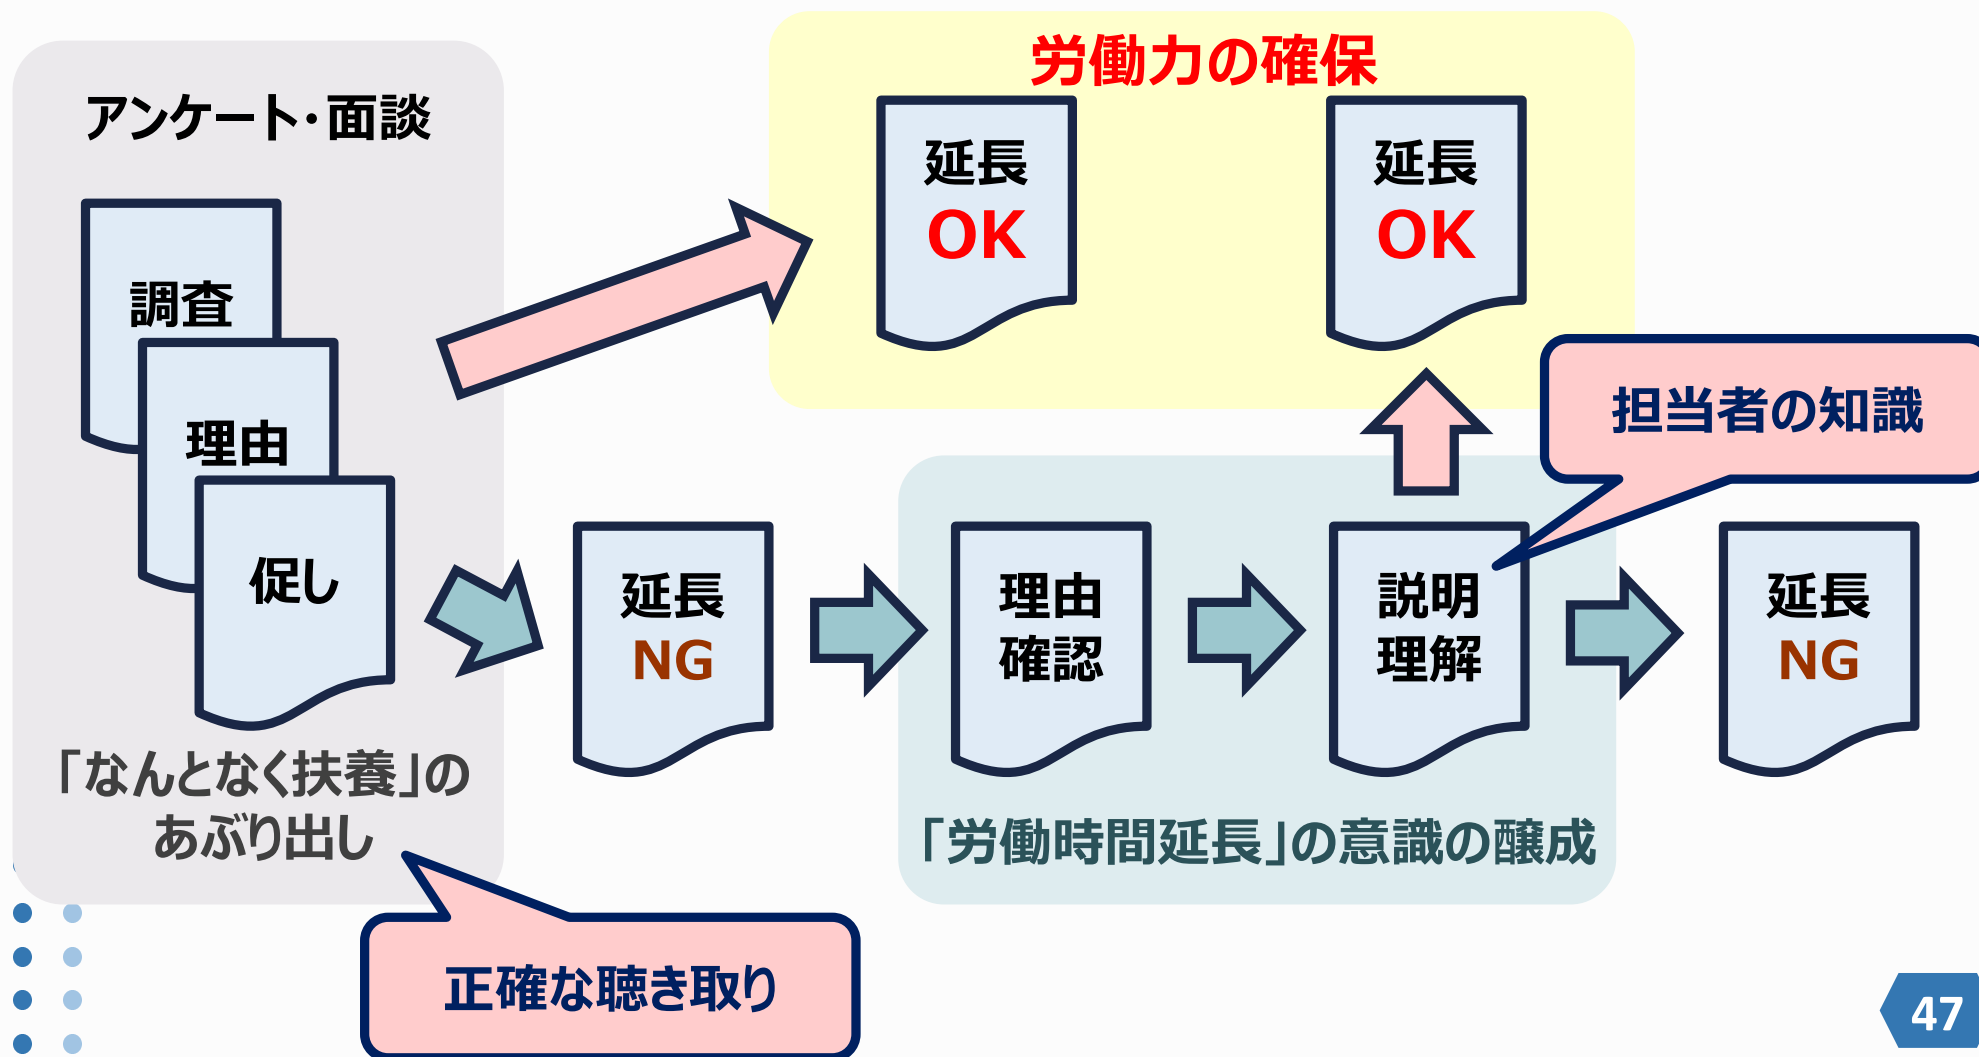 アンケート・面談
調査
理由
促し
「なんとなく扶養」の
あぶり出し
正確な聴き取り
労働力の確保
延長
OK
延長
OK
延長
NG
理由
確認
説明
理解
「労働時間延長」の意識の醸成
担当者の知識
延長
NG
47